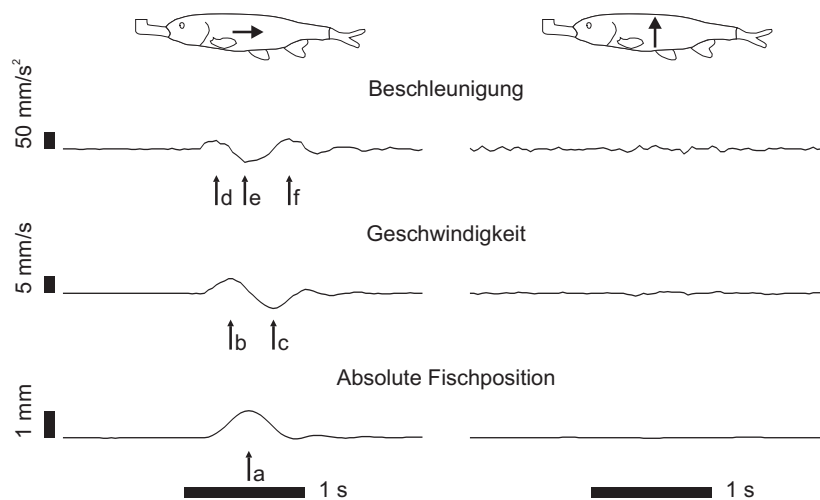 Beschleunigung
50 mm/s²
d e f
Geschwindigkeit
5 mm/s
b c
Absolute Fischposition
1 mm
a
1 s 1 s